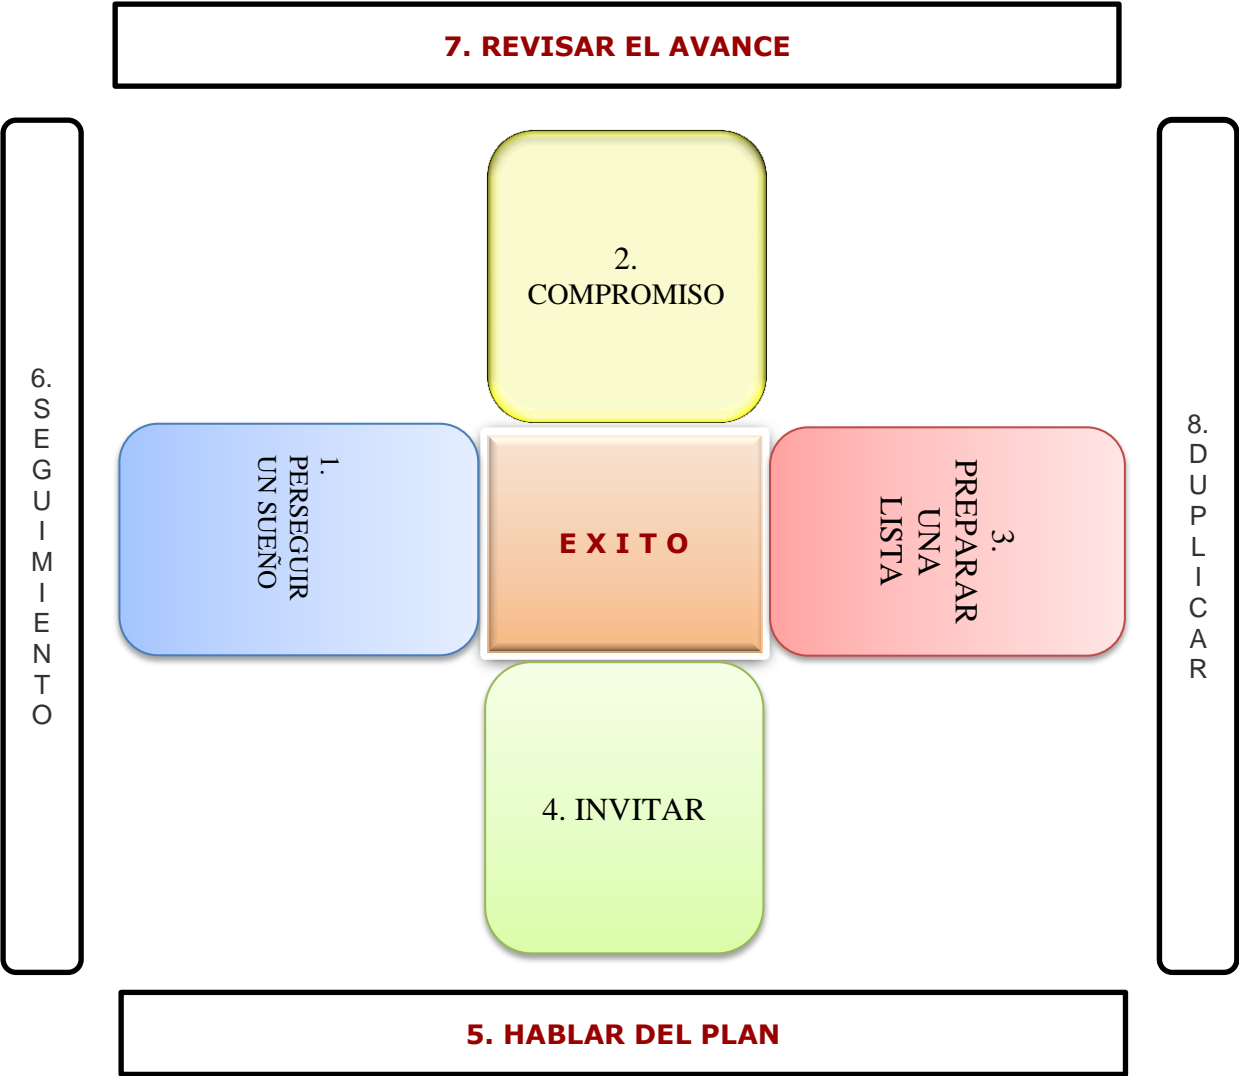 7. REVISAR EL AVANCE
2.
COMPROMISO
6.
S
E
G
U
I
M
I
E
N
T
O
1.
PERSEGUIR
UN SUEÑO
E X I T O
3.
PREPARAR
UNA
LISTA
8.
D
U
P
L
I
C
A
R
4. INVITAR
5. HABLAR DEL PLAN